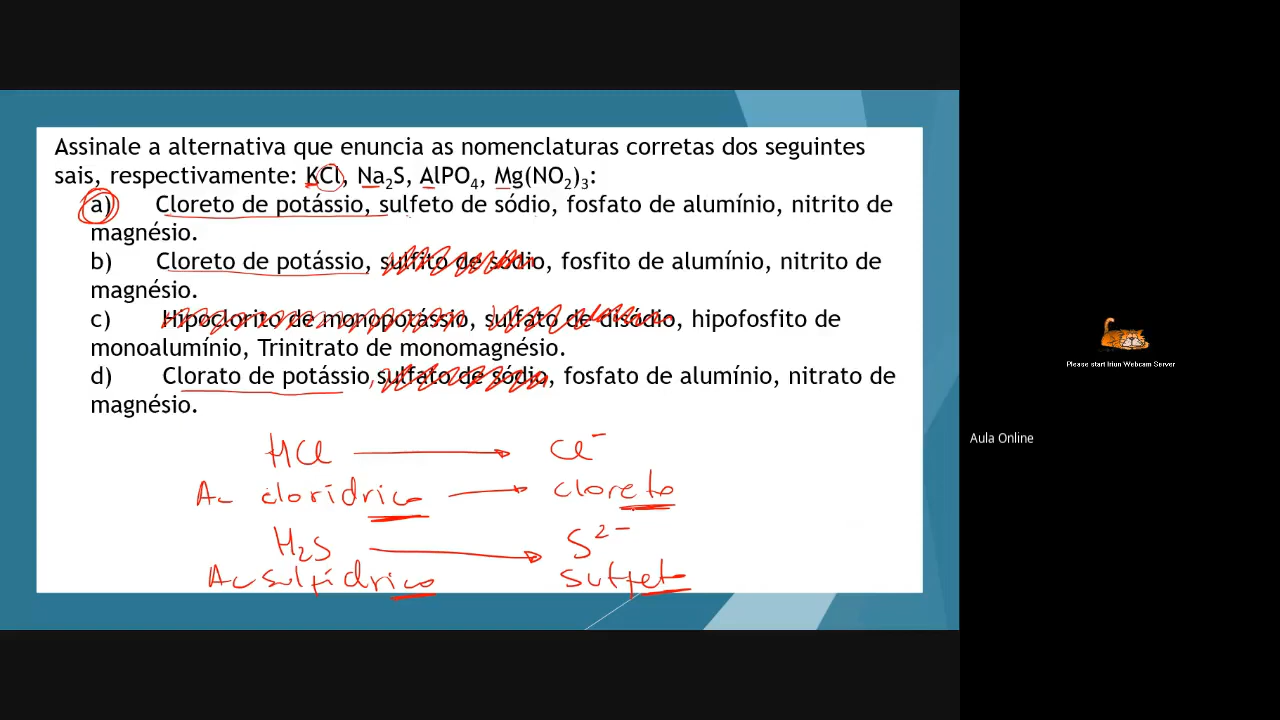 Assinale a alternativa que enuncia as nomenclaturas corretas dos seguintes
sais, respectivamente: KCl, Na₂S, AlPO₄, Mg(NO₂)₃:
a) Cloreto de potássio, sulfeto de sódio, fosfato de alumínio, nitrito de
magnésio.
b) Cloreto de potássio, sulfito de sódio, fosfito de alumínio, nitrito de
magnésio.
c) Hipoclorito de monopotássio, sulfato de disódio, hipofosfito de
monoalumínio, Trinitrato de monomagnésio.
d) Clorato de potássio, sulfato de sódio, fosfato de alumínio, nitrato de
magnésio.
HCl Cl⁻
Ac clorídrico cloreto
H₂S S²⁻
Ac sulfídrico sulfeto
Please start Iriun Webcam Server
Aula Online